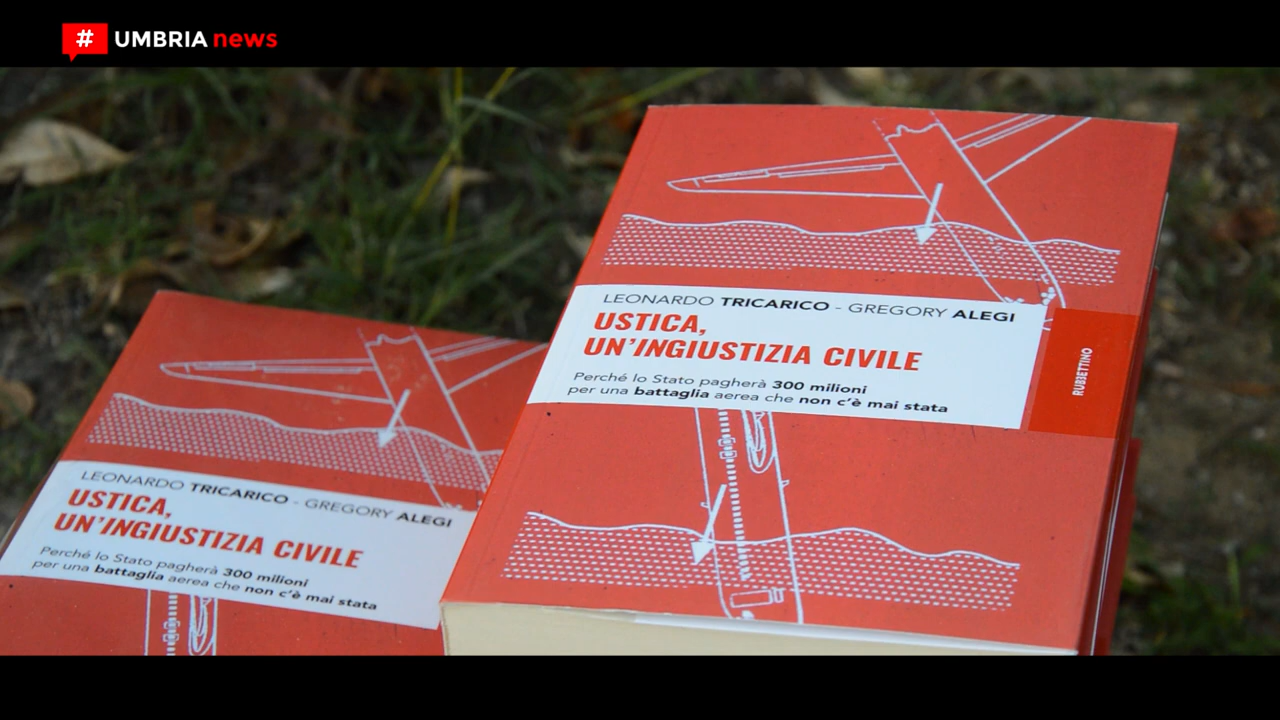 # UMBRIA news
LEONARDO TRICARICO - GREGORY ALEGI
USTICA,
UN'INGIUSTIZIA CIVILE
Perché lo Stato pagherà 300 milioni
per una battaglia aerea che non c'è mai stata
RUBBETTINO
LEONARDO TRICARICO - GREGORY ALEGI
USTICA,
UN'INGIUSTIZIA CIVILE
Perché lo Stato pagherà 300 milioni
per una battaglia aerea che non c'è mai stata